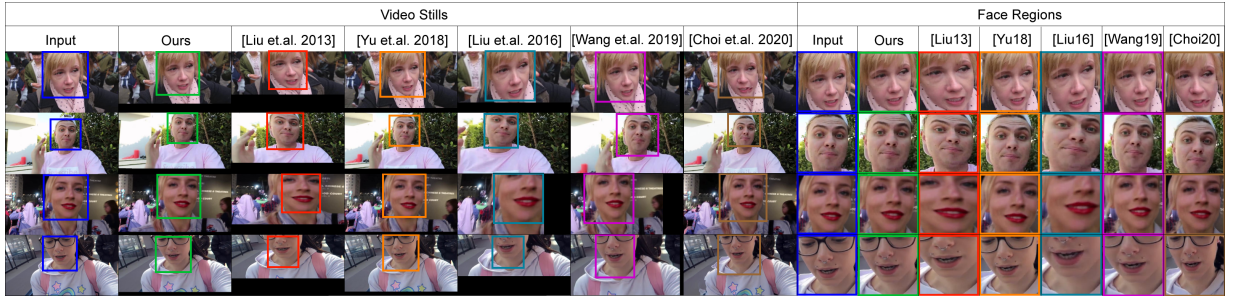 Video Stills
Face Regions
Input
Ours
[Liu et.al. 2013]
[Yu et.al. 2018]
[Liu et.al. 2016]
[Wang et.al. 2019]
[Choi et.al. 2020]
Input
Ours
[Liu13]
[Yu18]
[Liu16]
[Wang19]
[Choi20]